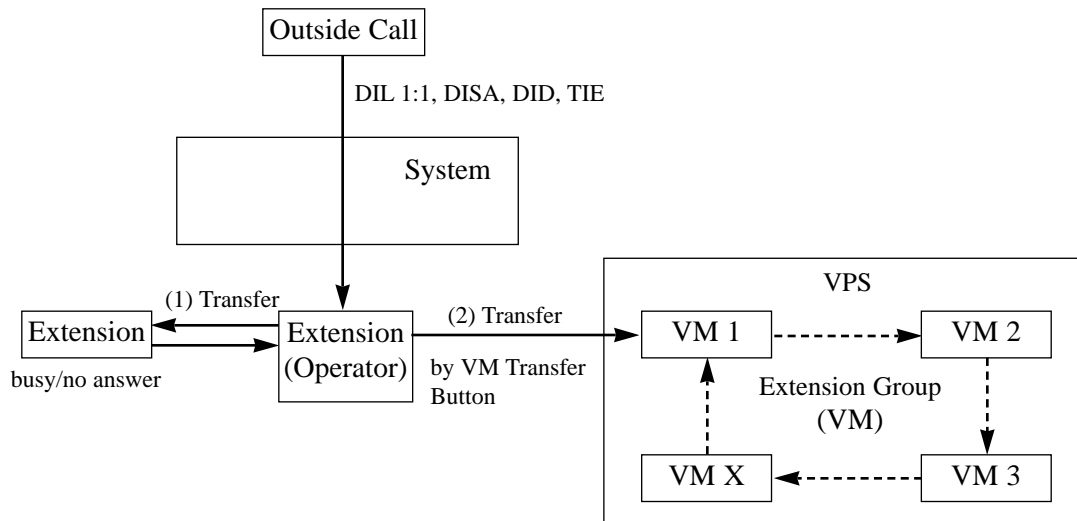 Outside Call
DIL 1:1, DISA, DID, TIE
System
VPS
(1) Transfer
(2) Transfer
Extension
busy/no answer
Extension
(Operator)
by VM Transfer
Button
VM 1
VM 2
Extension Group
(VM)
VM X
VM 3